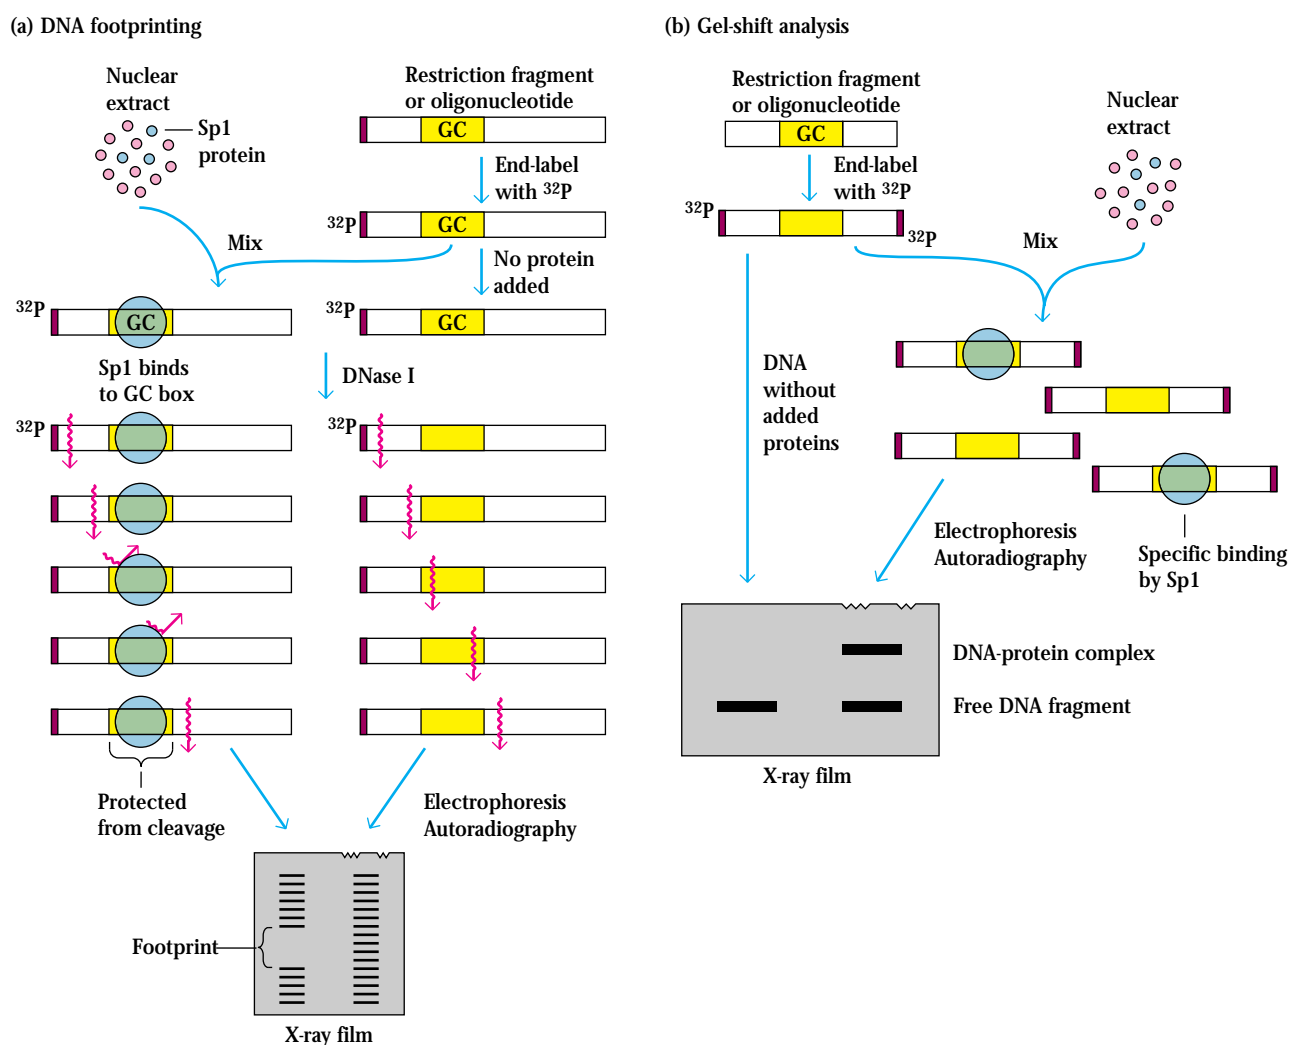 (a) DNA footprinting
Nuclear
extract
Sp1
protein
Restriction fragment
or oligonucleotide
GC
End-label
with ³²P
³²P
GC
Mix
No protein
added
³²P
GC
³²P
GC
Sp1 binds
to GC box
DNase I
³²P
³²P
Protected
from cleavage
Electrophoresis
Autoradiography
Footprint
X-ray film
(b) Gel-shift analysis
Restriction fragment
or oligonucleotide
GC
Nuclear
extract
End-label
with ³²P
³²P
³²P
Mix
DNA
without
added
proteins
Electrophoresis
Autoradiography
Specific binding
by Sp1
DNA-protein complex
Free DNA fragment
X-ray film